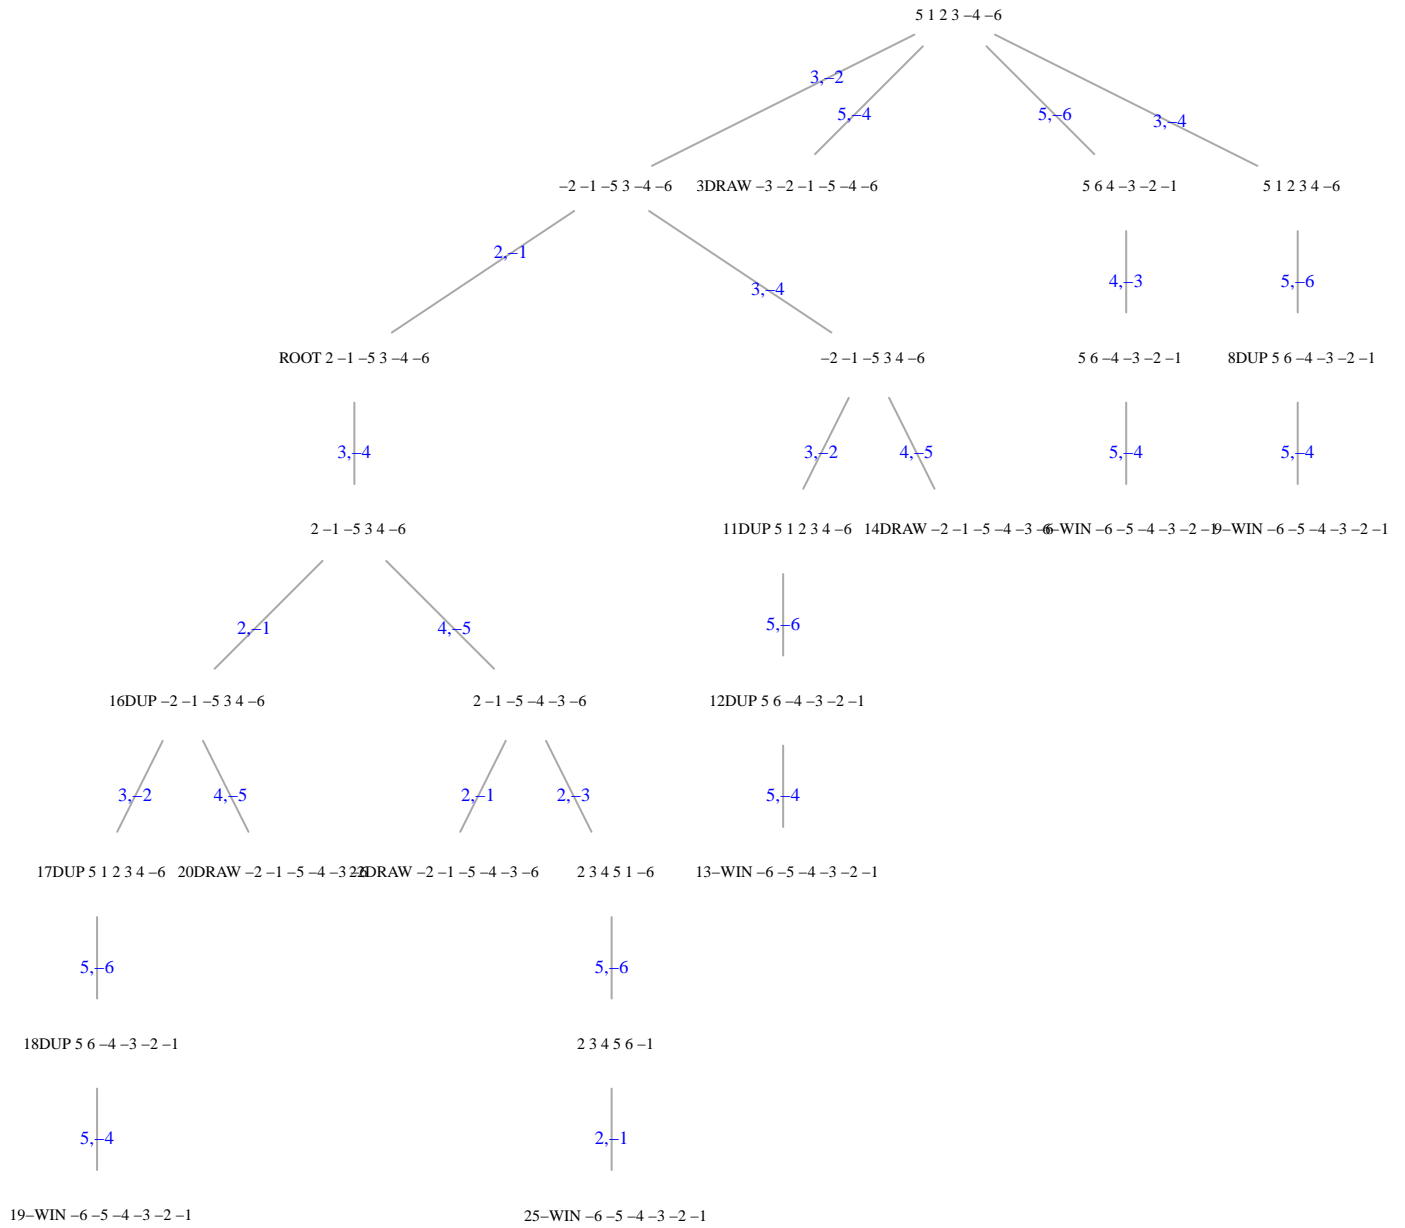 5 1 2 3 –4 –6
3,–2
5,–4
5,–6
3,–4
–2 –1 –5 3 –4 –6
3DRAW –3 –2 –1 –5 –4 –6
5 6 4 –3 –2 –1
5 1 2 3 4 –6
2,–1
3,–4
4,–3
5,–6
ROOT 2 –1 –5 3 –4 –6
–2 –1 –5 3 4 –6
5 6 –4 –3 –2 –1
8DUP 5 6 –4 –3 –2 –1
3,–4
3,–2
4,–5
5,–4
5,–4
2 –1 –5 3 4 –6
11DUP 5 1 2 3 4 –6
14DRAW –2 –1 –5 –4 –3 –6
6–WIN –6 –5 –4 –3 –2 –1
9–WIN –6 –5 –4 –3 –2 –1
2,–1
4,–5
5,–6
16DUP –2 –1 –5 3 4 –6
2 –1 –5 –4 –3 –6
12DUP 5 6 –4 –3 –2 –1
3,–2
4,–5
2,–1
2,–3
5,–4
17DUP 5 1 2 3 4 –6
20DRAW –2 –1 –5 –4 –3 –6
22DRAW –2 –1 –5 –4 –3 –6
2 3 4 5 1 –6
13–WIN –6 –5 –4 –3 –2 –1
5,–6
5,–6
18DUP 5 6 –4 –3 –2 –1
2 3 4 5 6 –1
5,–4
2,–1
19–WIN –6 –5 –4 –3 –2 –1
25–WIN –6 –5 –4 –3 –2 –1